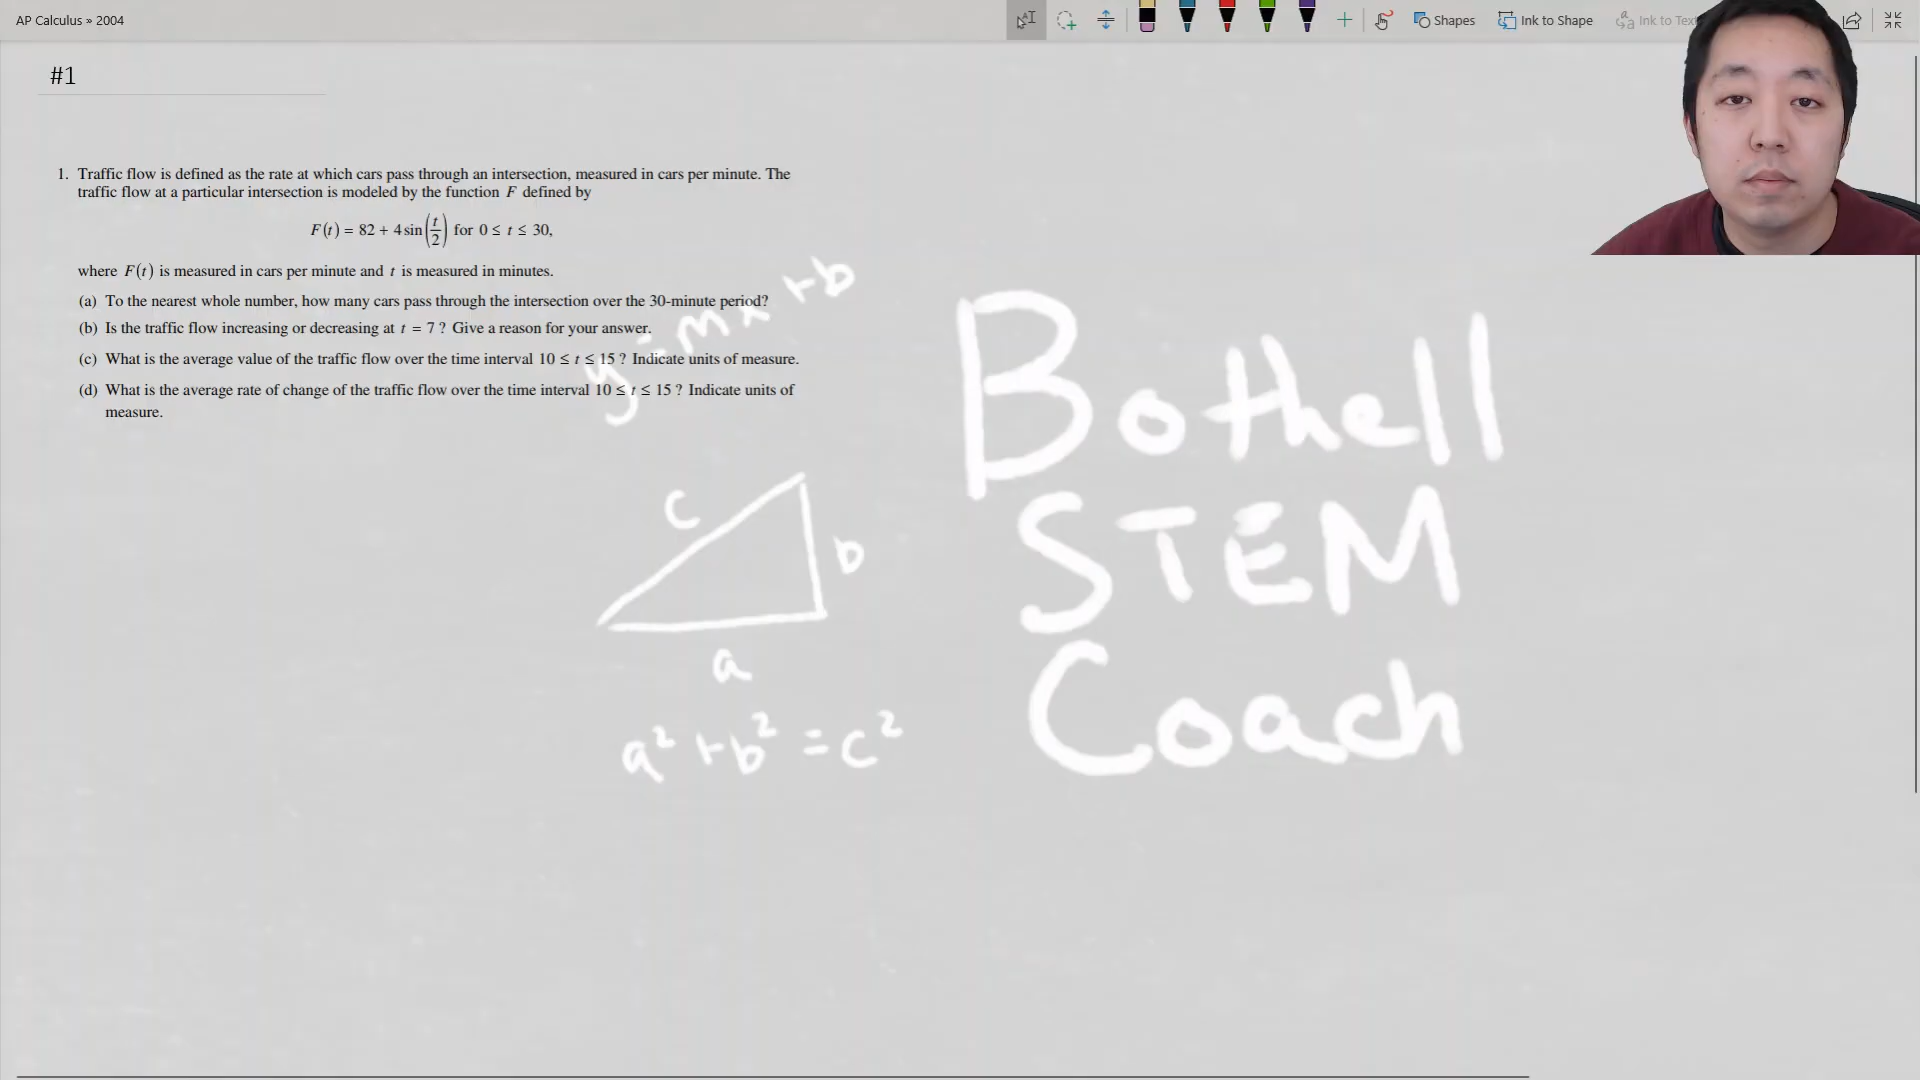 AP Calculus » 2004
Shapes
Ink to Shape
Ink to Text
#1
1. Traffic flow is defined as the rate at which cars pass through an intersection, measured in cars per minute. The
traffic flow at a particular intersection is modeled by the function F defined by
F(t) = 82 + 4 sin(t/2) for 0 ≤ t ≤ 30,
where F(t) is measured in cars per minute and t is measured in minutes.
(a) To the nearest whole number, how many cars pass through the intersection over the 30-minute period?
(b) Is the traffic flow increasing or decreasing at t = 7 ? Give a reason for your answer.
(c) What is the average value of the traffic flow over the time interval 10 ≤ t ≤ 15 ? Indicate units of measure.
(d) What is the average rate of change of the traffic flow over the time interval 10 ≤ t ≤ 15 ? Indicate units of
measure.
y = mx + b
c
b
a
a² + b² = c²
Bothell
STEM
Coach